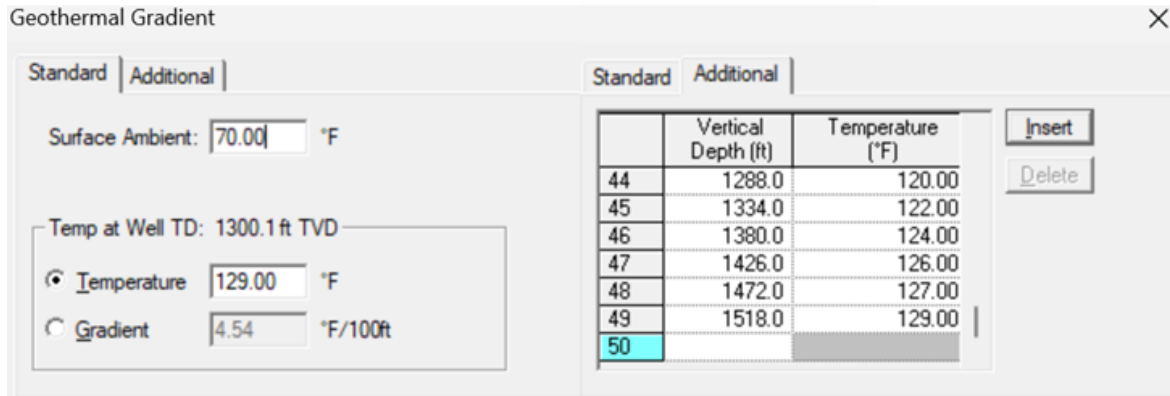 Geothermal Gradient
Standard Additional
Surface Ambient: 70.00 °F
Temp at Well TD: 1300.1 ft TVD
Temperature 129.00 °F
Gradient 4.54 °F/100ft
Standard Additional
Vertical Depth (ft) Temperature (°F)
44 1288.0 120.00
45 1334.0 122.00
46 1380.0 124.00
47 1426.0 126.00
48 1472.0 127.00
49 1518.0 129.00
50
Insert
Delete